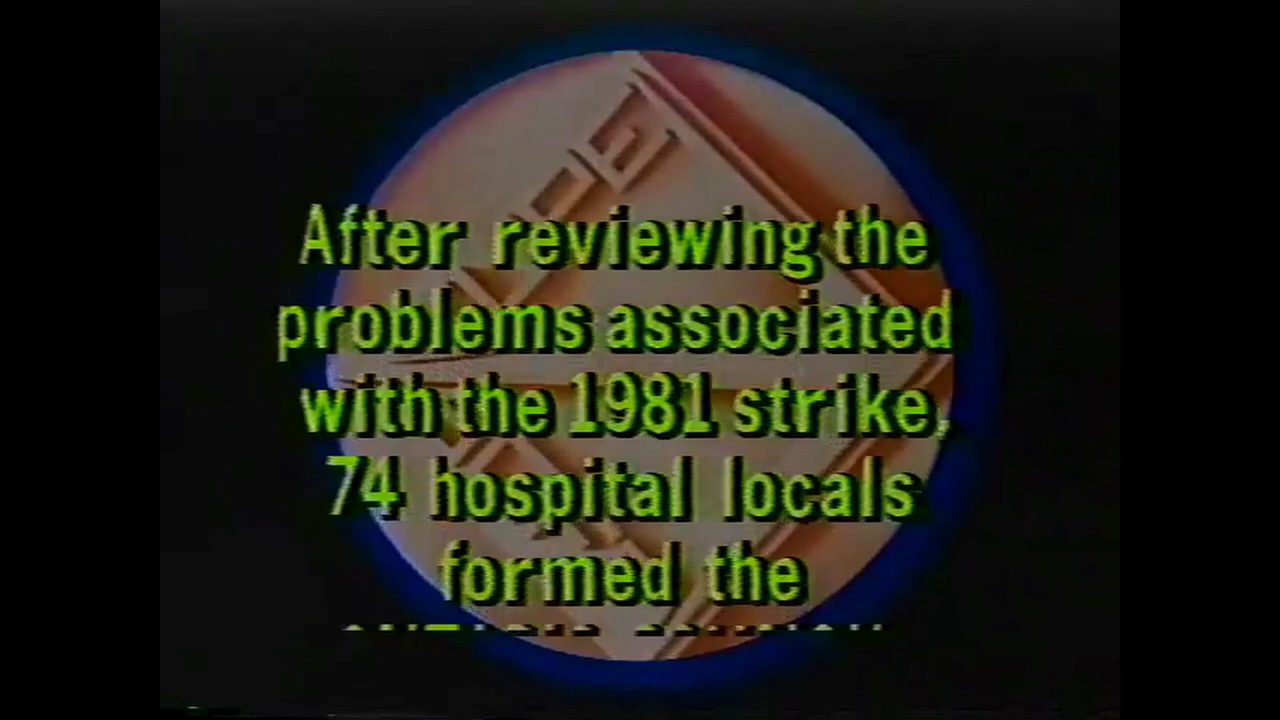 After reviewing the
problems associated
with the 1981 strike,
74 hospital locals
formed the